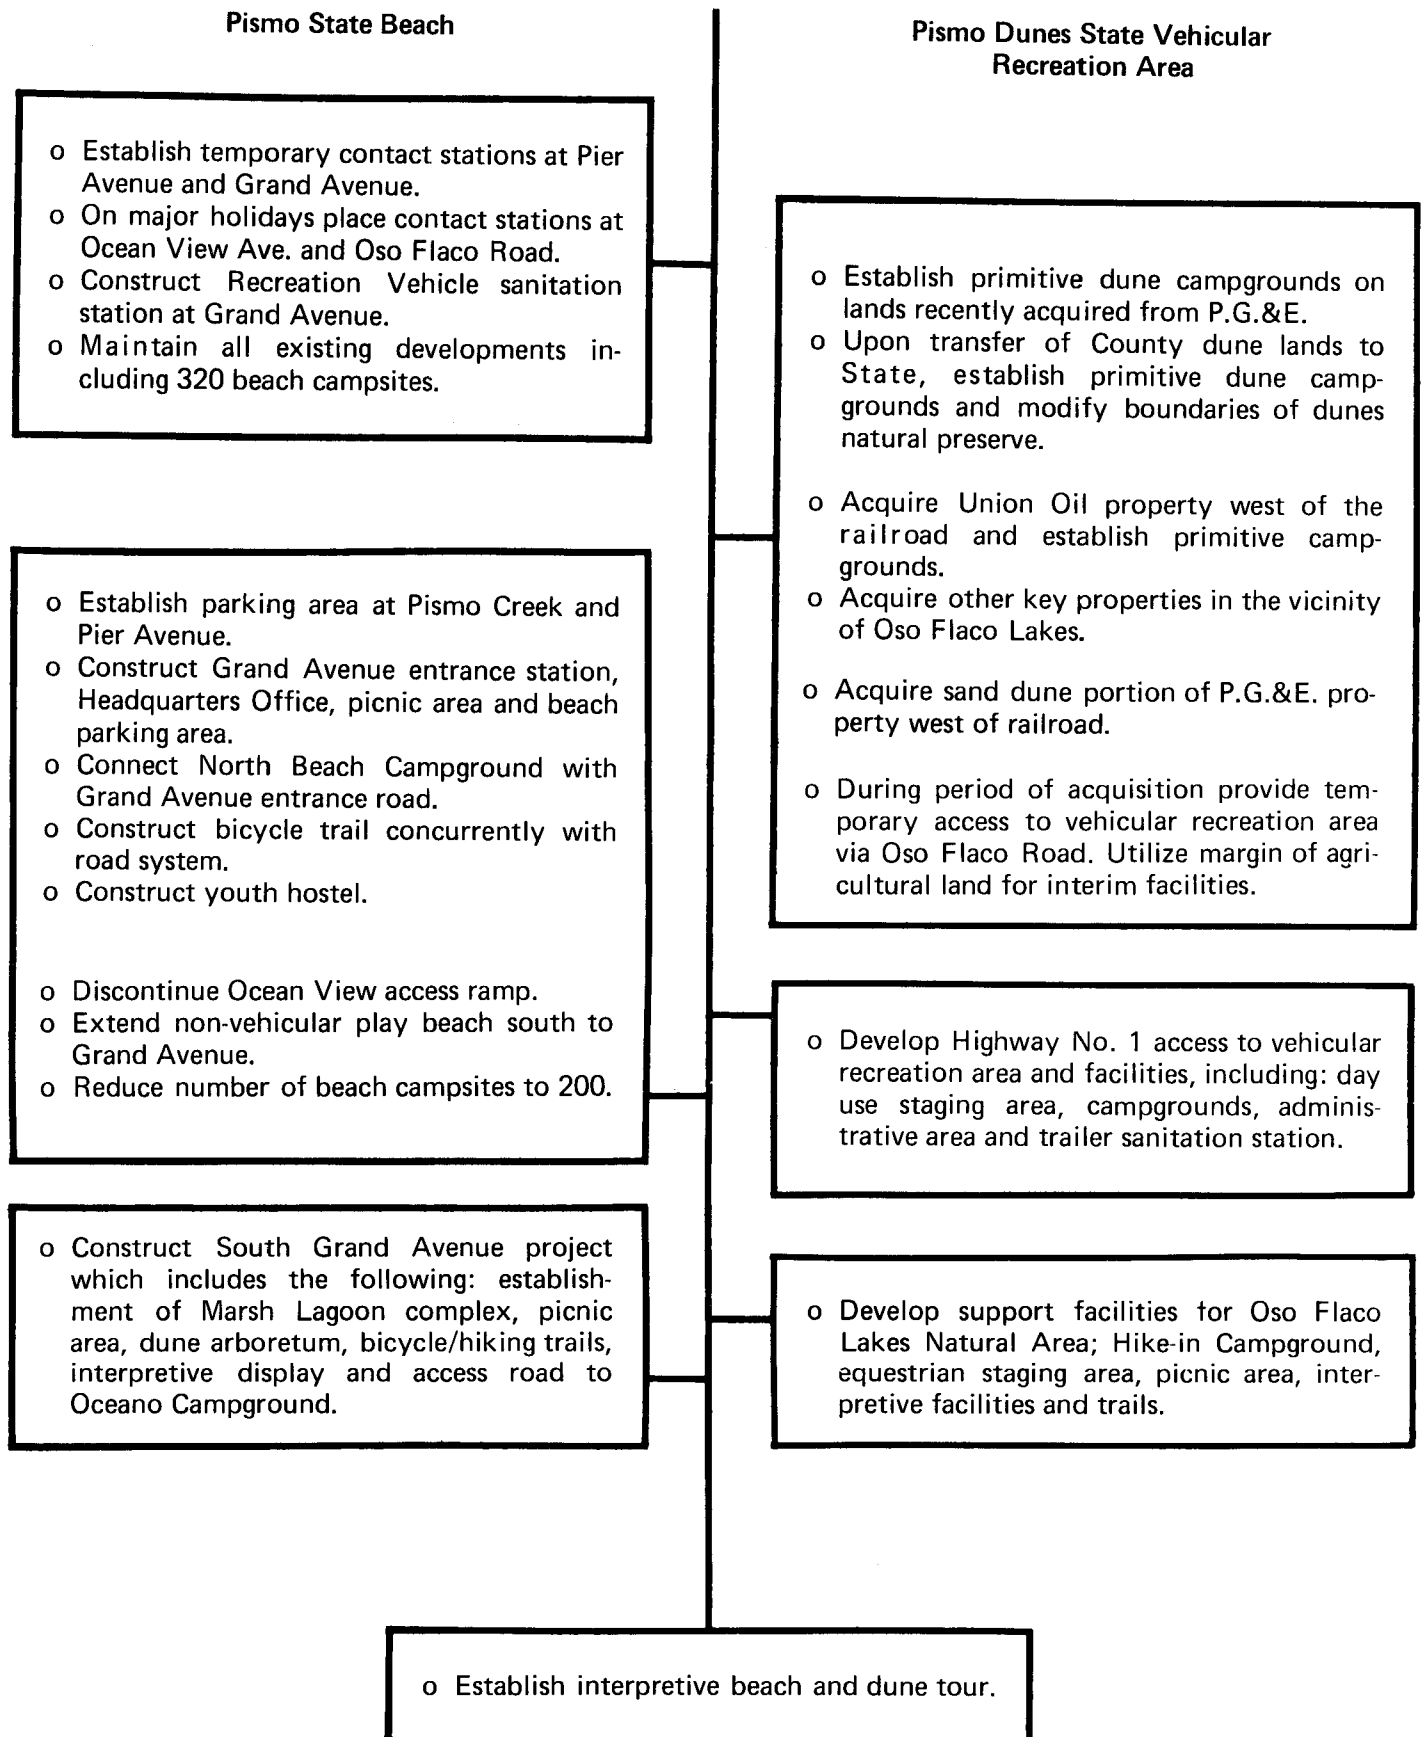 Pismo State Beach
o Establish temporary contact stations at Pier
Avenue and Grand Avenue.
o On major holidays place contact stations at
Ocean View Ave. and Oso Flaco Road.
o Construct Recreation Vehicle sanitation
station at Grand Avenue.
o Maintain all existing developments in-
cluding 320 beach campsites.
o Establish parking area at Pismo Creek and
Pier Avenue.
o Construct Grand Avenue entrance station,
Headquarters Office, picnic area and beach
parking area.
o Connect North Beach Campground with
Grand Avenue entrance road.
o Construct bicycle trail concurrently with
road system.
o Construct youth hostel.
o Discontinue Ocean View access ramp.
o Extend non-vehicular play beach south to
Grand Avenue.
o Reduce number of beach campsites to 200.
o Construct South Grand Avenue project
which includes the following: establish-
ment of Marsh Lagoon complex, picnic
area, dune arboretum, bicycle/hiking trails,
interpretive display and access road to
Oceano Campground.
Pismo Dunes State Vehicular
Recreation Area
o Establish primitive dune campgrounds on
lands recently acquired from P.G.&E.
o Upon transfer of County dune lands to
State, establish primitive dune camp-
grounds and modify boundaries of dunes
natural preserve.
o Acquire Union Oil property west of the
railroad and establish primitive camp-
grounds.
o Acquire other key properties in the vicinity
of Oso Flaco Lakes.
o Acquire sand dune portion of P.G.&E. pro-
perty west of railroad.
o During period of acquisition provide tem-
porary access to vehicular recreation area
via Oso Flaco Road. Utilize margin of agri-
cultural land for interim facilities.
o Develop Highway No. 1 access to vehicular
recreation area and facilities, including: day
use staging area, campgrounds, adminis-
trative area and trailer sanitation station.
o Develop support facilities for Oso Flaco
Lakes Natural Area; Hike-in Campground,
equestrian staging area, picnic area, inter-
pretive facilities and trails.
o Establish interpretive beach and dune tour.